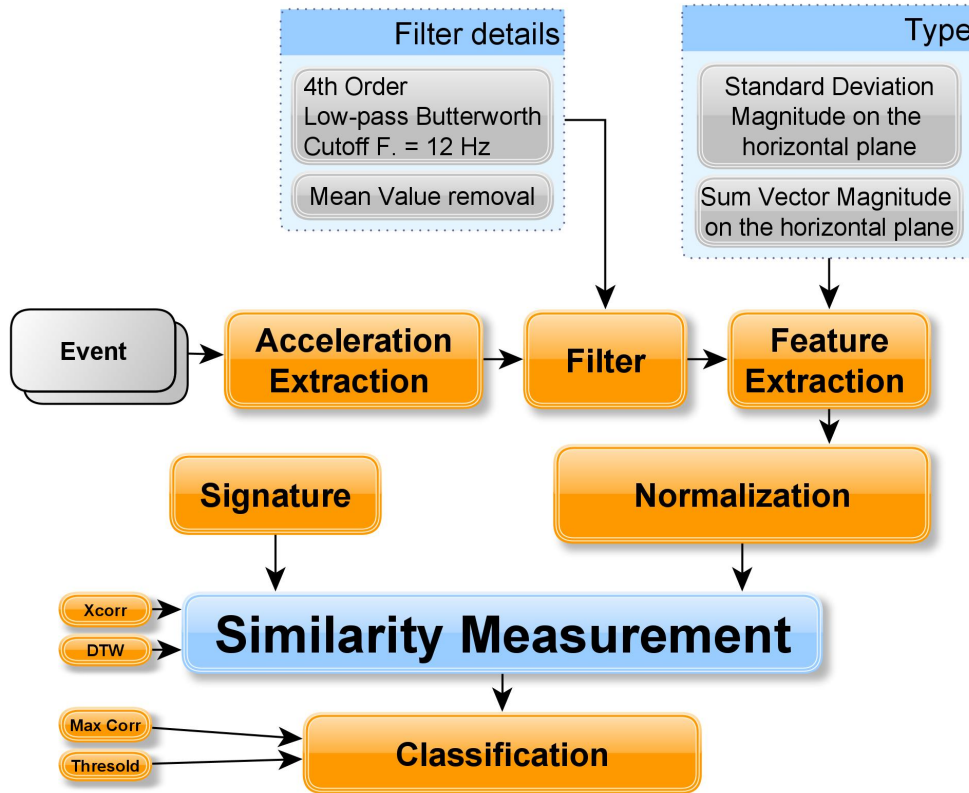 Filter details
4th Order
Low-pass Butterworth
Cutoff F. = 12 Hz
Mean Value removal
Type
Standard Deviation
Magnitude on the
horizontal plane
Sum Vector Magnitude
on the horizontal plane
Event
Acceleration
Extraction
Filter
Feature
Extraction
Signature
Normalization
Xcorr
DTW
Similarity Measurement
Max Corr
Thresold
Classification